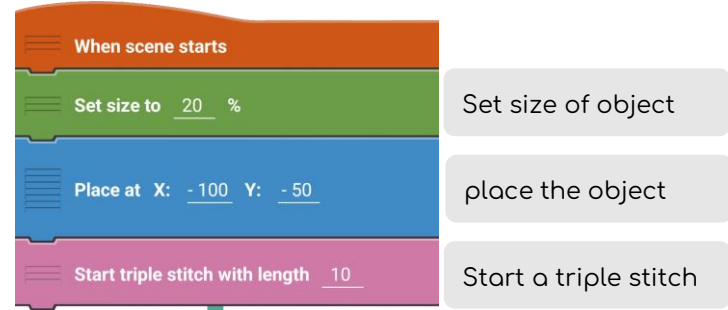 When scene starts
Set size to 20 %
Set size of object
Place at X: - 100 Y: - 50
place the object
Start triple stitch with length 10
Start a triple stitch